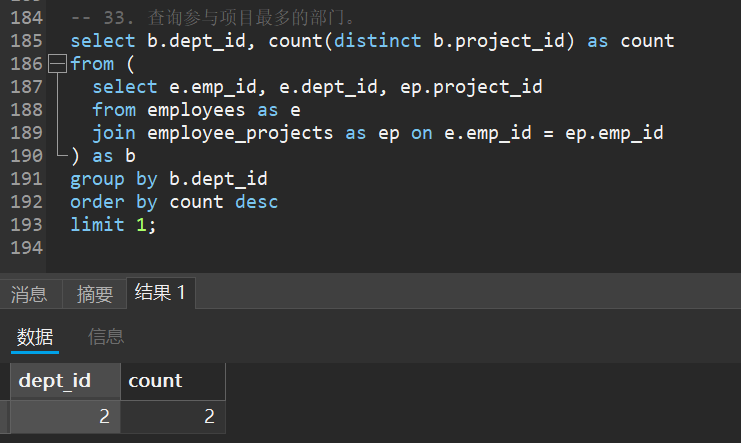 184 -- 33. 查询参与项目最多的部门。
185 select b.dept_id, count(distinct b.project_id) as count
186 from (
187 select e.emp_id, e.dept_id, ep.project_id
188 from employees as e
189 join employee_projects as ep on e.emp_id = ep.emp_id
190 ) as b
191 group by b.dept_id
192 order by count desc
193 limit 1;
194
消息 摘要 结果 1
数据 信息
dept_id count
2 2